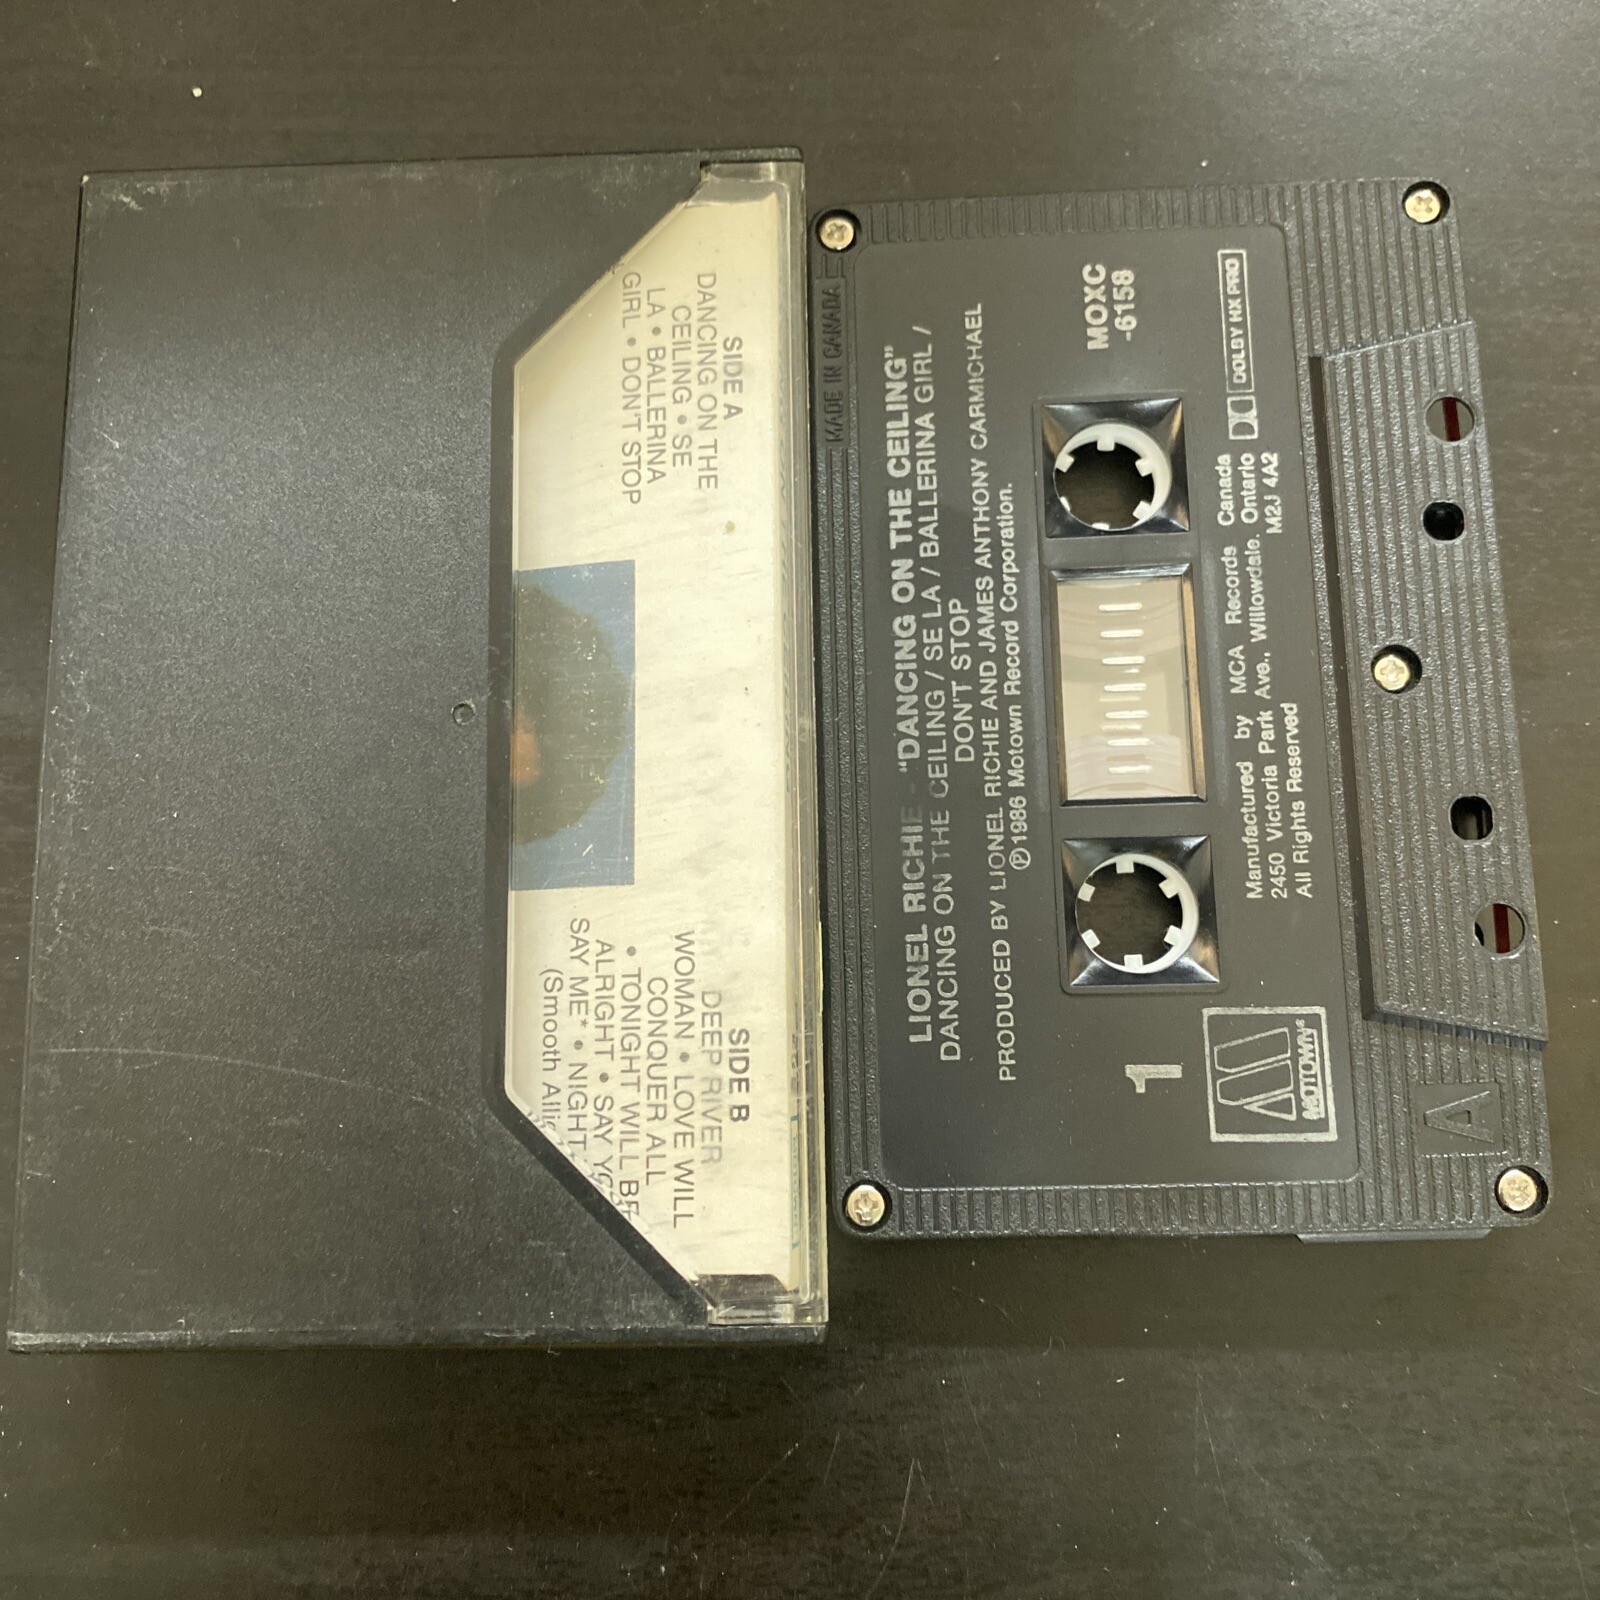 SIDE A
DANCING ON THE
CEILING • SE
LA • BALLERINA
GIRL • DON'T STOP
SIDE B
DEEP RIVER
WOMAN • LOVE WILL
CONQUER ALL
• TONIGHT WILL BE
ALRIGHT • SAY YOU,
SAY ME* • NIGHT
(Smooth
MADE IN CANADA
LIONEL RICHIE - "DANCING ON THE CEILING"
DANCING ON THE CEILING / SE LA / BALLERINA GIRL /
DON'T STOP
PRODUCED BY LIONEL RICHIE AND JAMES ANTHONY CARMICHAEL
℗1986 Motown Record Corporation.
MOXC
-6158
1
Manufactured by MCA Records Canada
2450 Victoria Park Ave., Willowdale. Ontario
All Rights Reserved M2J 4A2
DOLBY HX PRO
MOTOWN®
A